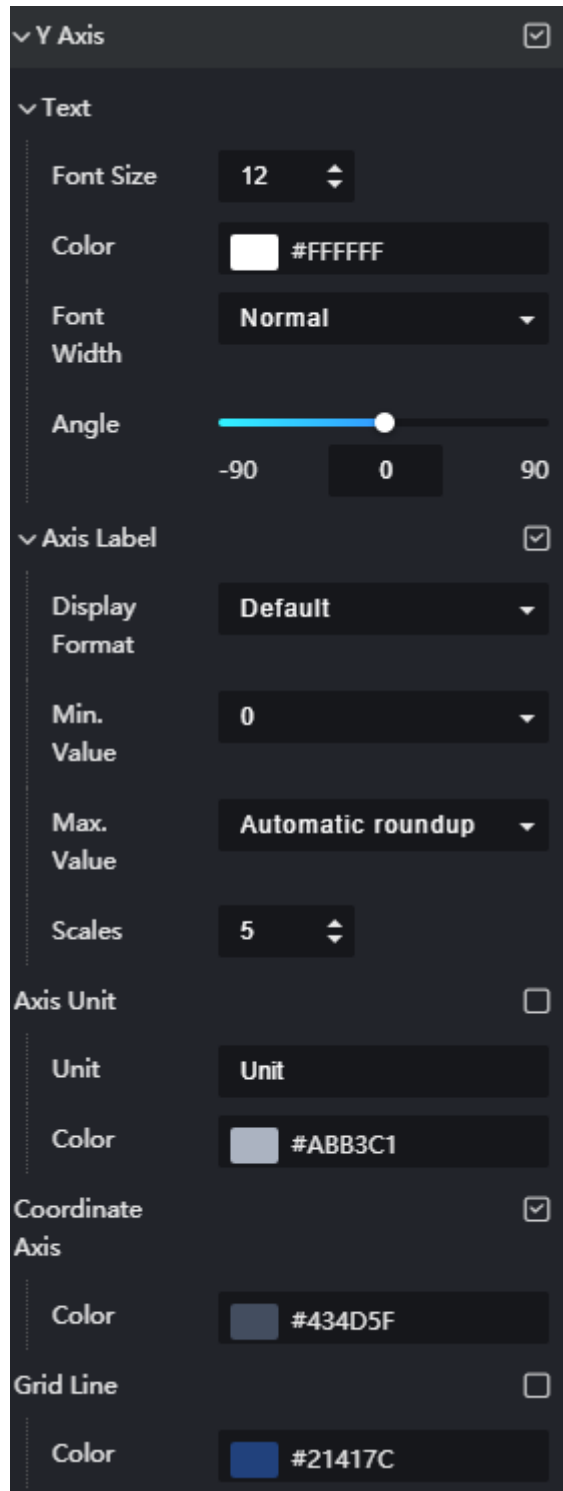 Y Axis
Text
Font Size 12
Color #FFFFFF
Font Width Normal
Angle
-90 0 90
Axis Label
Display Format Default
Min. Value 0
Max. Value Automatic roundup
Scales 5
Axis Unit
Unit Unit
Color #ABB3C1
Coordinate Axis
Color #434D5F
Grid Line
Color #21417C